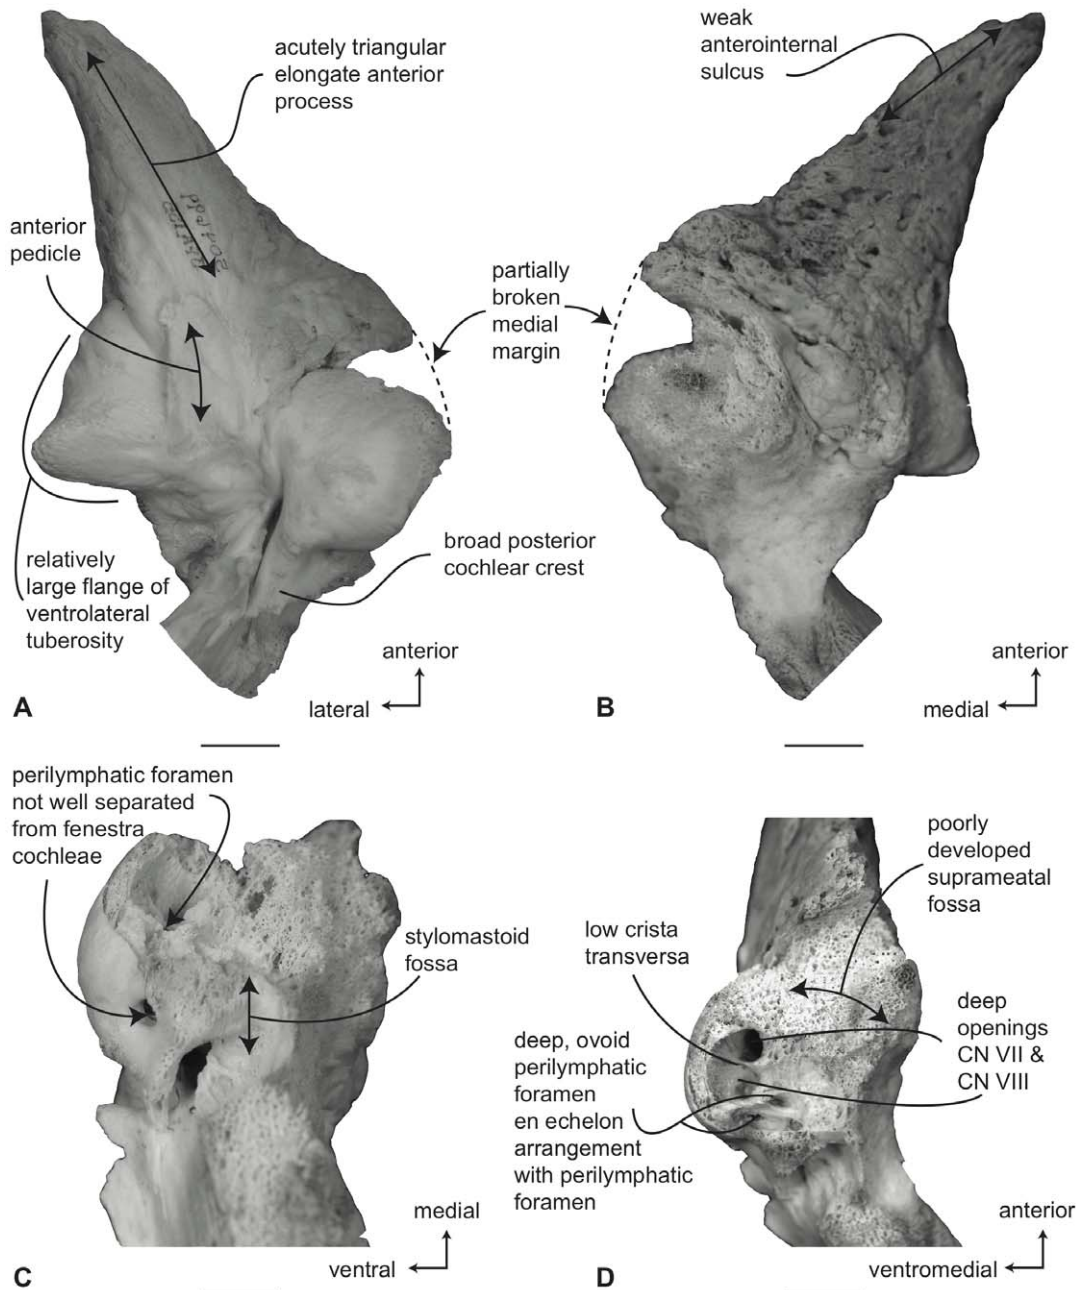 acutely triangular
elongate anterior
process
anterior
pedicle
relatively
large flange of
ventrolateral
tuberosity
partially
broken
medial
margin
broad posterior
cochlear crest
anterior
lateral
A
weak
anterointernal
sulcus
anterior
medial
B
perilymphatic foramen
not well separated
from fenestra
cochleae
stylomastoid
fossa
medial
ventral
C
poorly
developed
suprameatal
fossa
low crista
transversa
deep
openings
CN VII &
CN VIII
deep, ovoid
perilymphatic
foramen
en echelon
arrangement
with perilymphatic
foramen
anterior
ventromedial
D